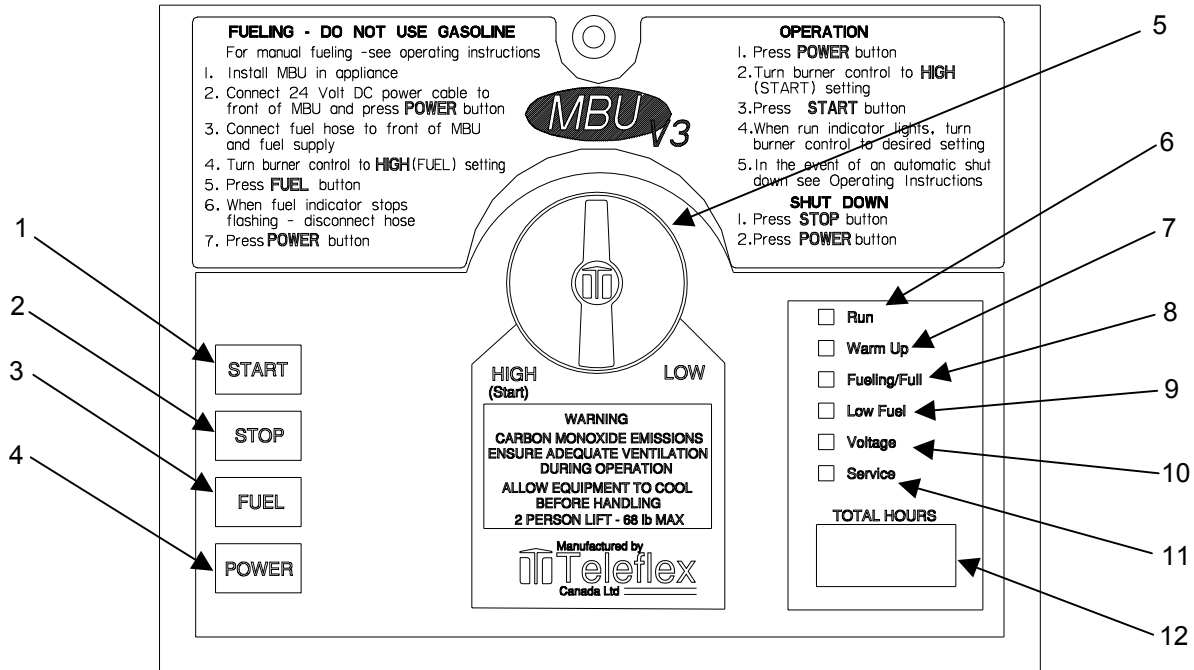 FUELING - DO NOT USE GASOLINE
For manual fueling -see operating instructions
1. Install MBU in appliance
2. Connect 24 Volt DC power cable to
front of MBU and press POWER button
3. Connect fuel hose to front of MBU
and fuel supply
4. Turn burner control to HIGH(FUEL) setting
5. Press FUEL button
6. When fuel indicator stops
flashing - disconnect hose
7. Press POWER button
MBU
V3
OPERATION
1. Press POWER button
2.Turn burner control to HIGH
(START) setting
3.Press START button
4.When run indicator lights, turn
burner control to desired setting
5.In the event of an automatic shut
down see Operating Instructions
SHUT DOWN
1. Press STOP button
2.Press POWER button
5
6
7
8
9
10
11
12
1
2
3
4
START
STOP
FUEL
POWER
HIGH
(Start)
LOW
WARNING
CARBON MONOXIDE EMISSIONS
ENSURE ADEQUATE VENTILATION
DURING OPERATION
ALLOW EQUIPMENT TO COOL
BEFORE HANDLING
2 PERSON LIFT - 68 lb MAX
Manufactured by
Teleflex
Canada Ltd
Run
Warm Up
Fueling/Full
Low Fuel
Voltage
Service
TOTAL HOURS